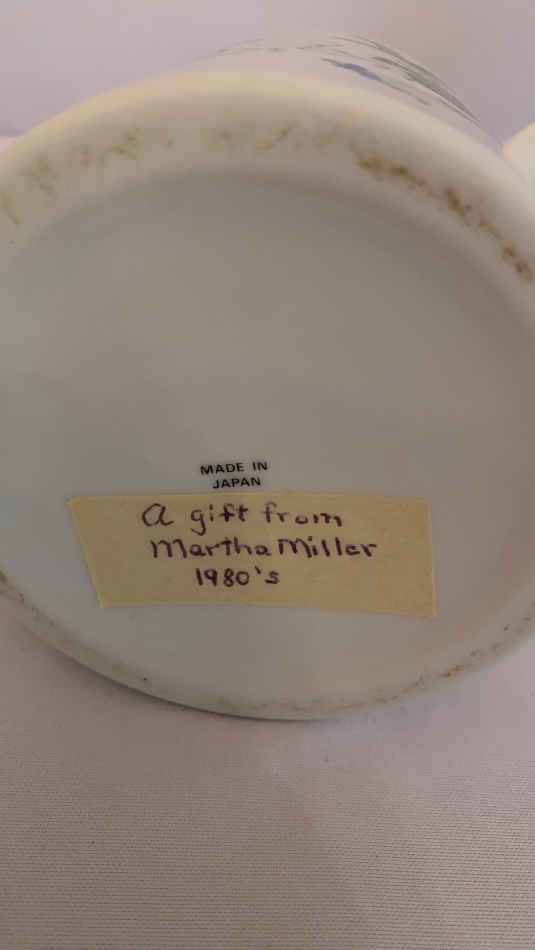 MADE IN
JAPAN
a gift from
Martha Miller
1980's